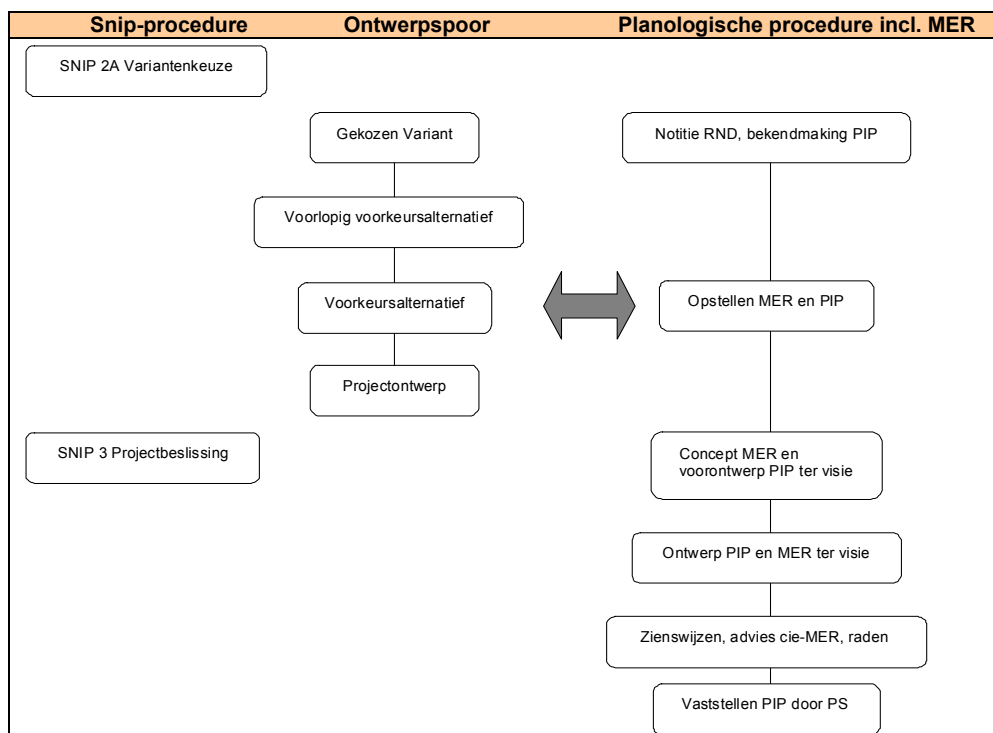 Snip-procedure
Ontwerpspoor
Planologische procedure incl. MER
SNIP 2A Variantenkeuze
Gekozen Variant
Notitie RND, bekendmaking PIP
Voorlopig voorkeursalternatief
Voorkeursalternatief
Opstellen MER en PIP
Projectontwerp
SNIP 3 Projectbeslissing
Concept MER en
voorontwerp PIP ter visie
Ontwerp PIP en MER ter visie
Zienswijzen, advies cie-MER, raden
Vaststellen PIP door PS